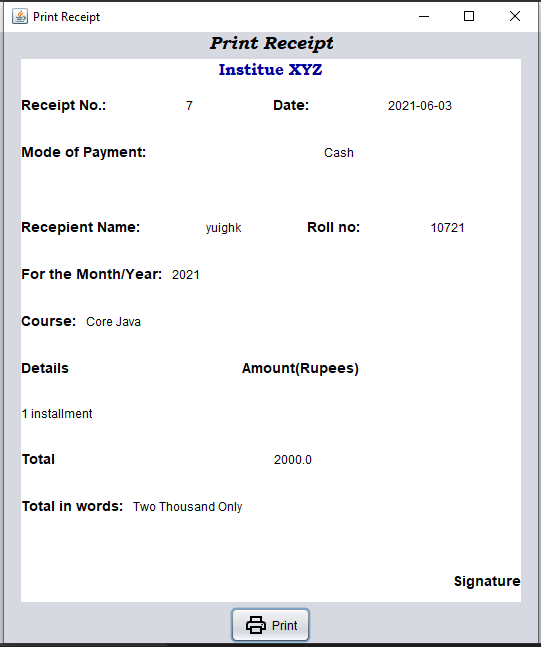 Print Receipt
Print Receipt
Institue XYZ
Receipt No.: 7 Date: 2021-06-03
Mode of Payment: Cash
Recepient Name: yuighk Roll no: 10721
For the Month/Year: 2021
Course: Core Java
Details Amount(Rupees)
1 installment
Total 2000.0
Total in words: Two Thousand Only
Signature
Print